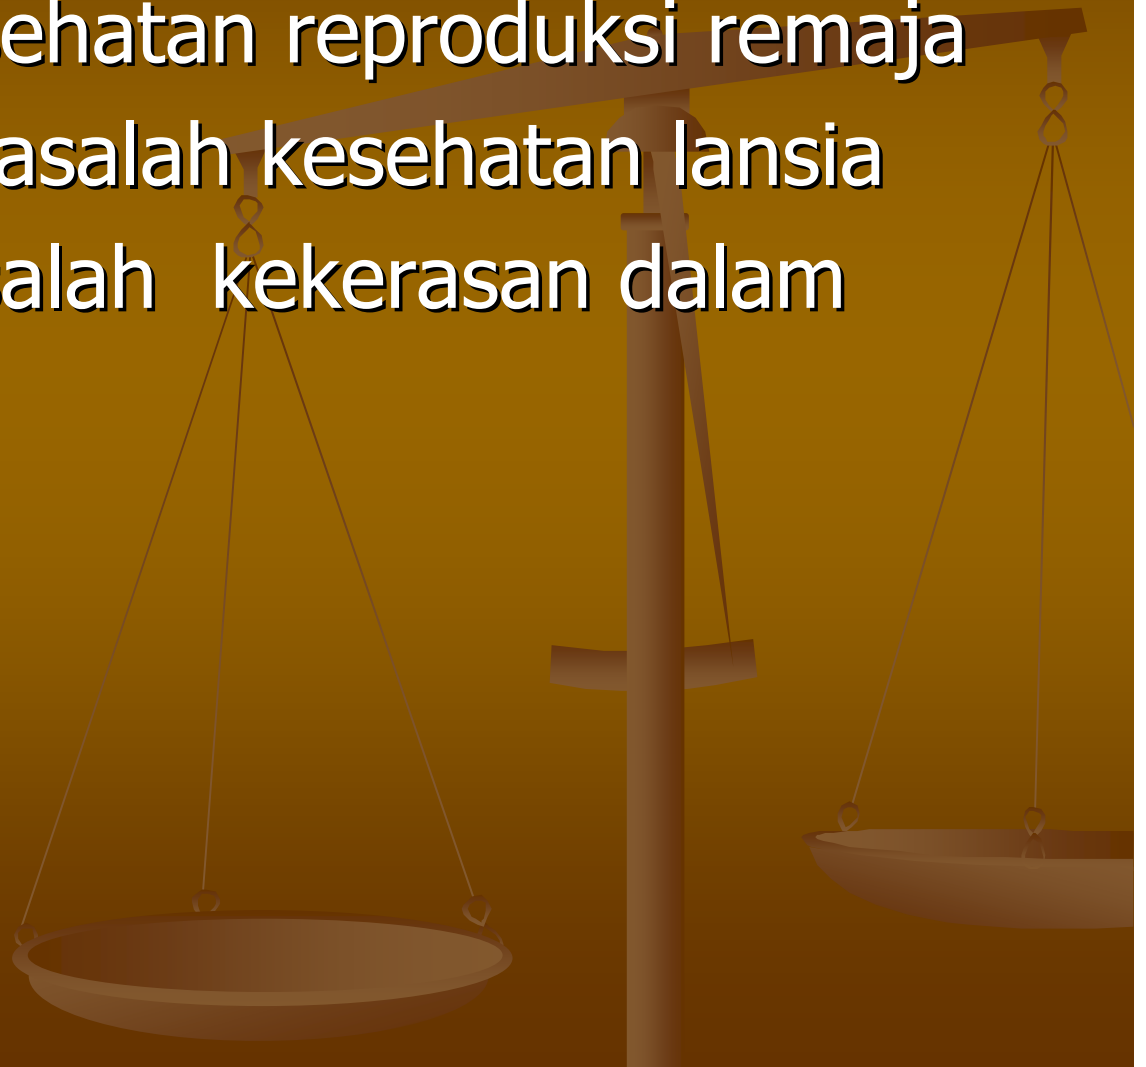 ehatan reproduksi remaja
asalah kesehatan lansia
alah kekerasan dalam